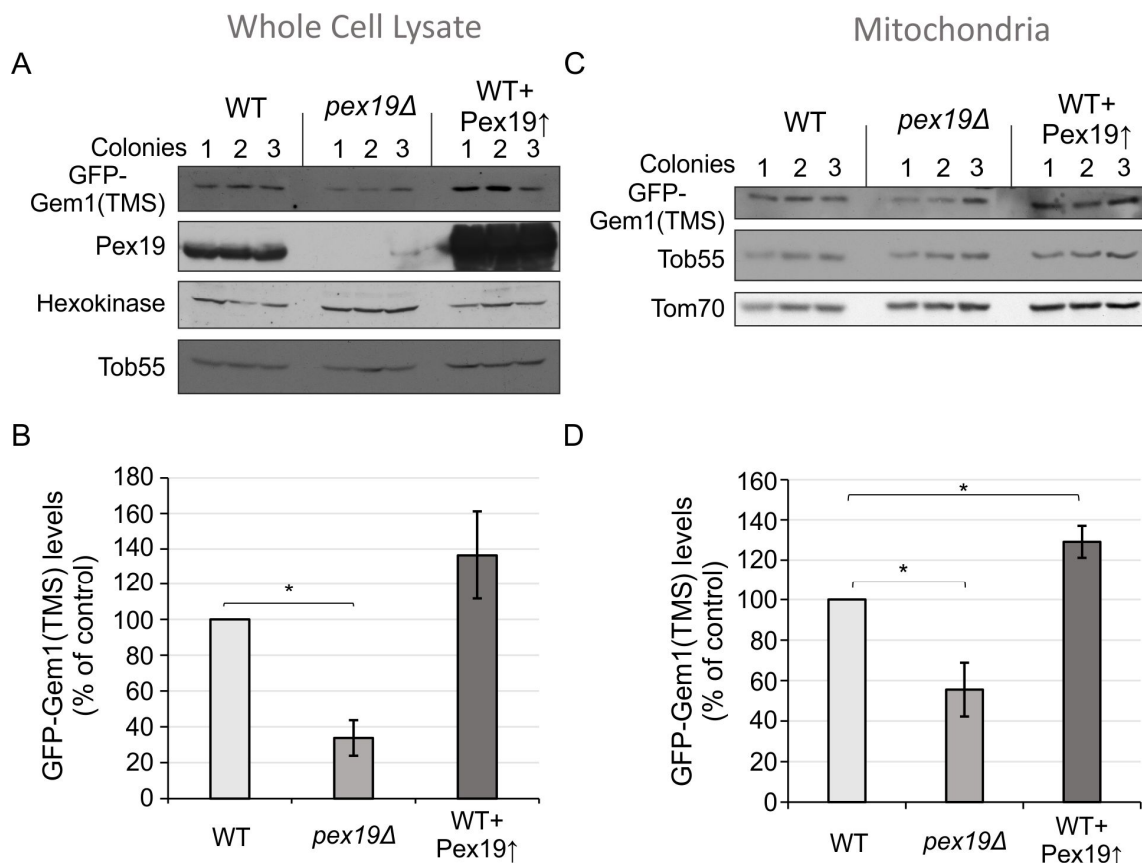 Whole Cell Lysate
Mitochondria
A
WT
pex19Δ
WT+
Pex19↑
Colonies 1 2 3 1 2 3 1 2 3
GFP-
Gem1(TMS)
Pex19
Hexokinase
Tob55
C
WT
pex19Δ
WT+
Pex19↑
Colonies
1 2 3 1 2 3 1 2 3
GFP-
Gem1(TMS)
Tob55
Tom70
B
GFP-Gem1(TMS) levels
(% of control)
180
160
140
120
100
80
60
40
20
0
*
WT
pex19Δ
WT+
Pex19↑
D
GFP-Gem1(TMS) levels
(% of control)
160
140
120
100
80
60
40
20
0
*
*
WT
pex19Δ
WT+
Pex19↑